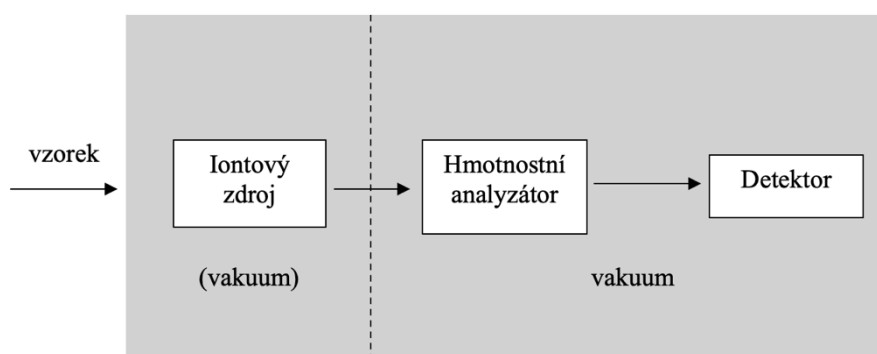 vzorek
Iontový
zdroj
Hmotnostní
analyzátor
Detektor
(vakuum)
vakuum